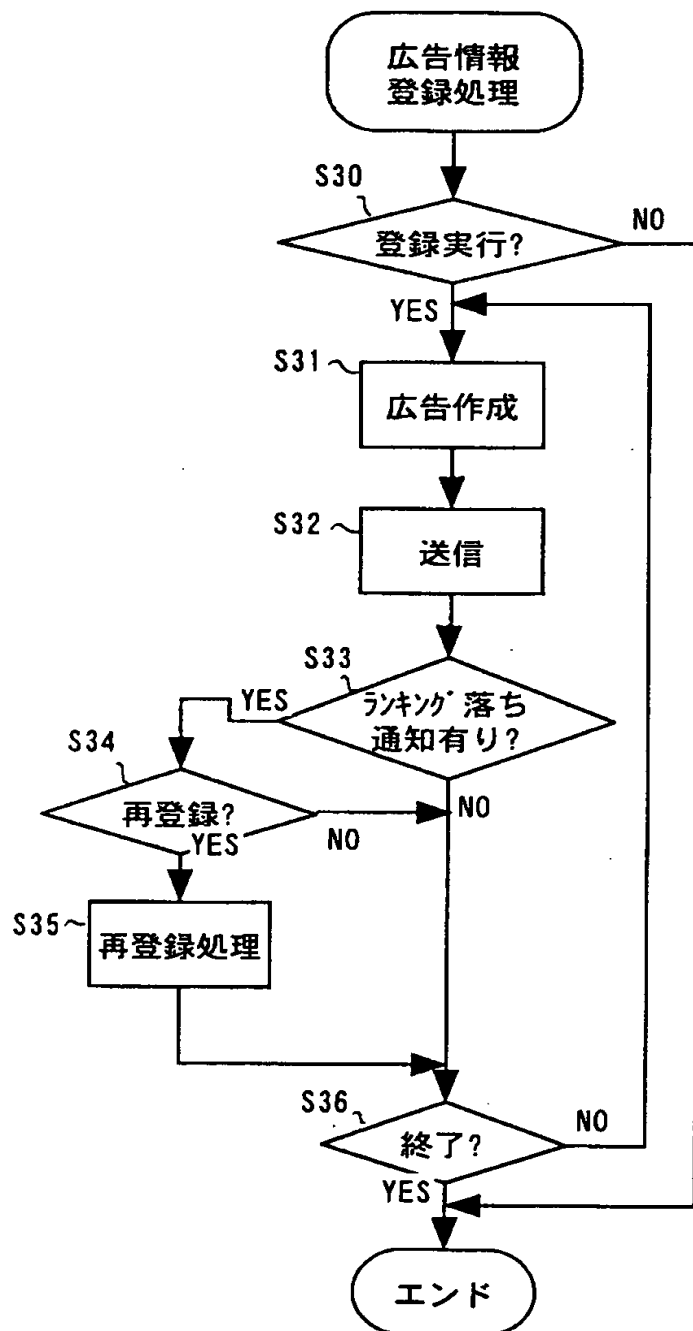 広告情報
登録処理
S30
登録実行?
NO
YES
S31
広告作成
S32
送信
S33
YES
ﾗﾝｷﾝｸﾞ落ち
通知有り?
S34
NO
再登録?
YES
NO
S35
再登録処理
S36
終了?
NO
YES
エンド